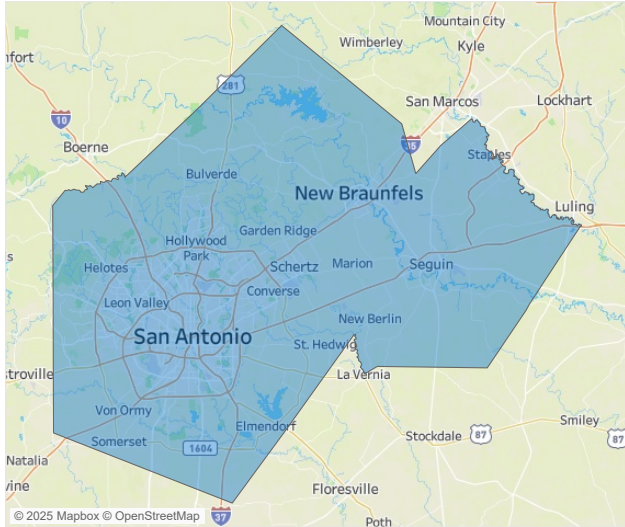 Mountain City
Wimberley
Kyle
nfort
281
San Marcos
Lockhart
10
35
Boerne
Staples
Bulverde
New Braunfels
Luling
Garden Ridge
Hollywood
Park
s
Helotes
Schertz
Marion
Seguin
Converse
Leon Valley
New Berlin
San Antonio
St. Hedwig
stroville
La Vernia
Von Ormy
Elmendorf
Smiley
Somerset
1604
Stockdale
87
87
Natalia
vine
Floresville
© 2025 Mapbox © OpenStreetMap
37
Poth